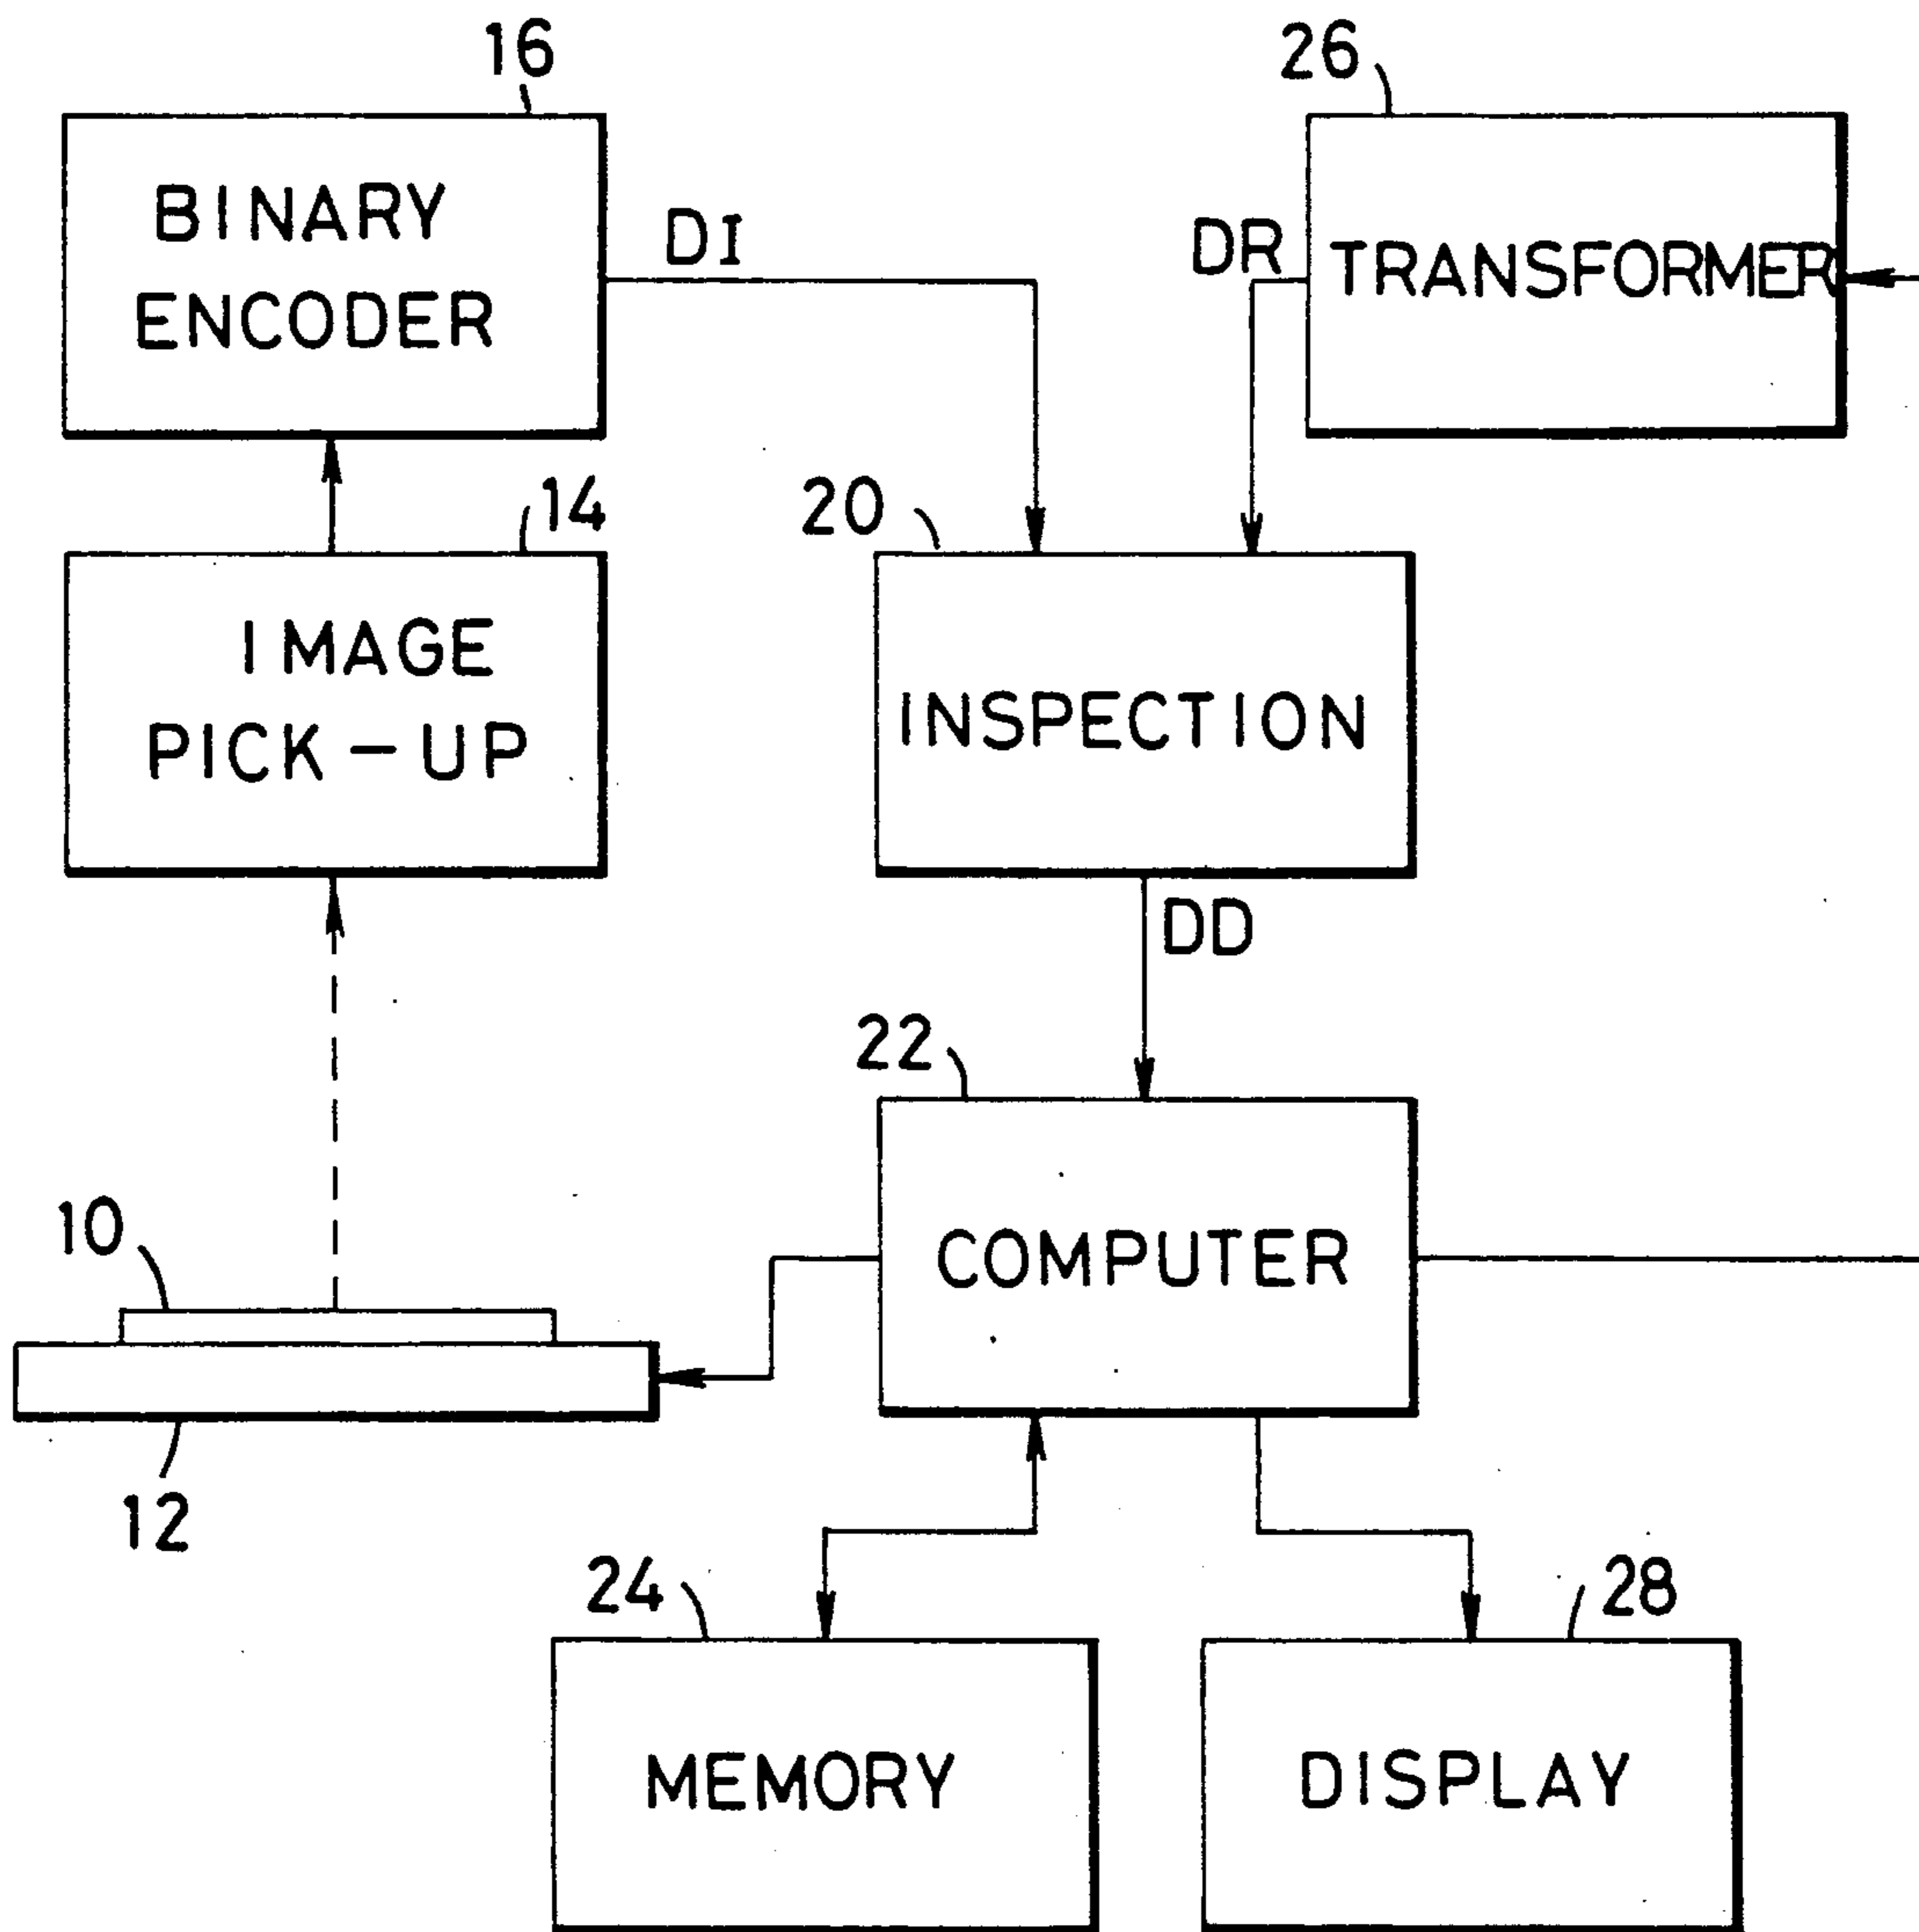 16
26
BINARY
ENCODER
DI
DR
TRANSFORMER
14
20
IMAGE
PICK-UP
INSPECTION
DD
22
10
COMPUTER
12
24
28
MEMORY
DISPLAY